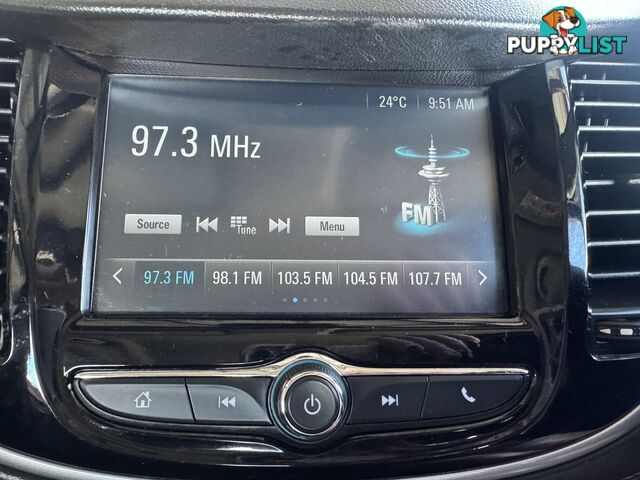 PUPPYLIST
24°C 9:51 AM
97.3 MHz
FM
Source Tune Menu
97.3 FM 98.1 FM 103.5 FM 104.5 FM 107.7 FM